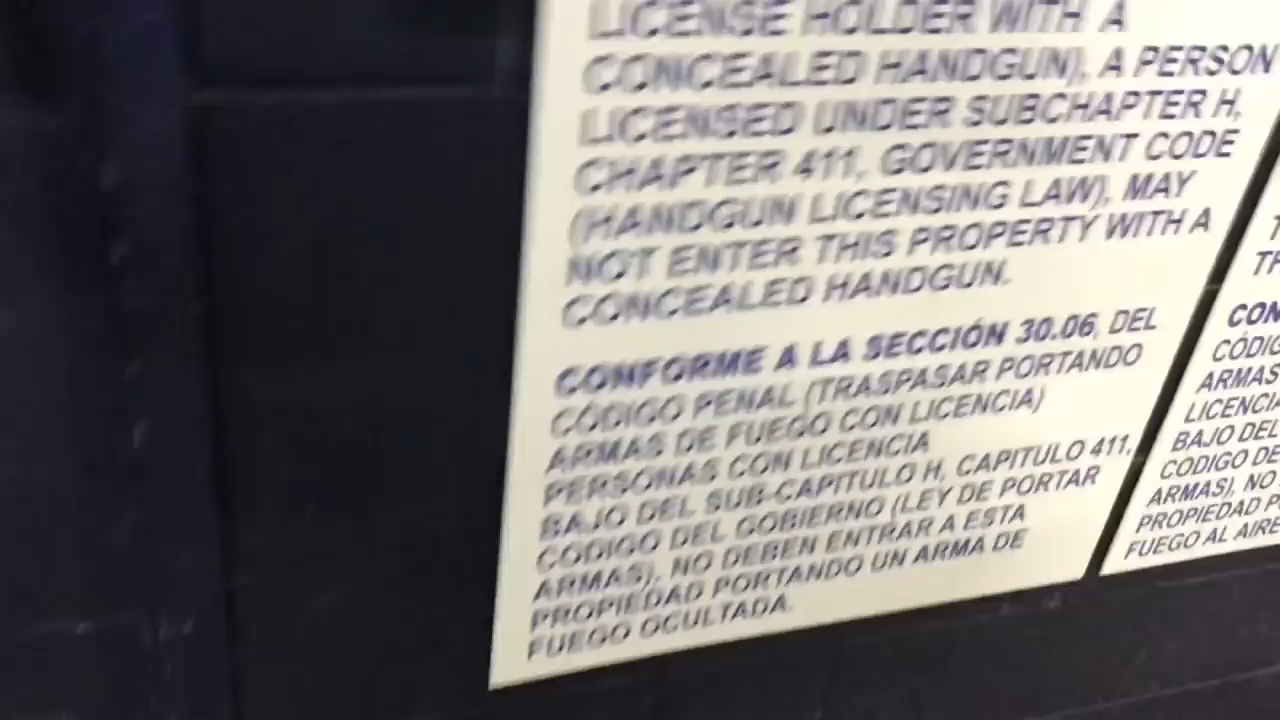 LICENSE HOLDER WITH A
CONCEALED HANDGUN), A PERSON
LICENSED UNDER SUBCHAPTER H,
CHAPTER 411, GOVERNMENT CODE
(HANDGUN LICENSING LAW), MAY
NOT ENTER THIS PROPERTY WITH A
CONCEALED HANDGUN.
CONFORME A LA SECCIÓN 30.06, DEL
CÓDIGO PENAL (TRASPASAR PORTANDO
ARMAS DE FUEGO CON LICENCIA)
PERSONAS CON LICENCIA
BAJO DEL SUB-CAPITULO H, CAPITULO 411,
CODIGO DEL GOBIERNO (LEY DE PORTAR
ARMAS), NO DEBEN ENTRAR A ESTA
PROPIEDAD PORTANDO UN ARMA DE
FUEGO OCULTADA.
ARMAS
BAJO DEL
CODIGO DE
ARMAS), NO
PROPIEDAD
FUEGO AL AIRE